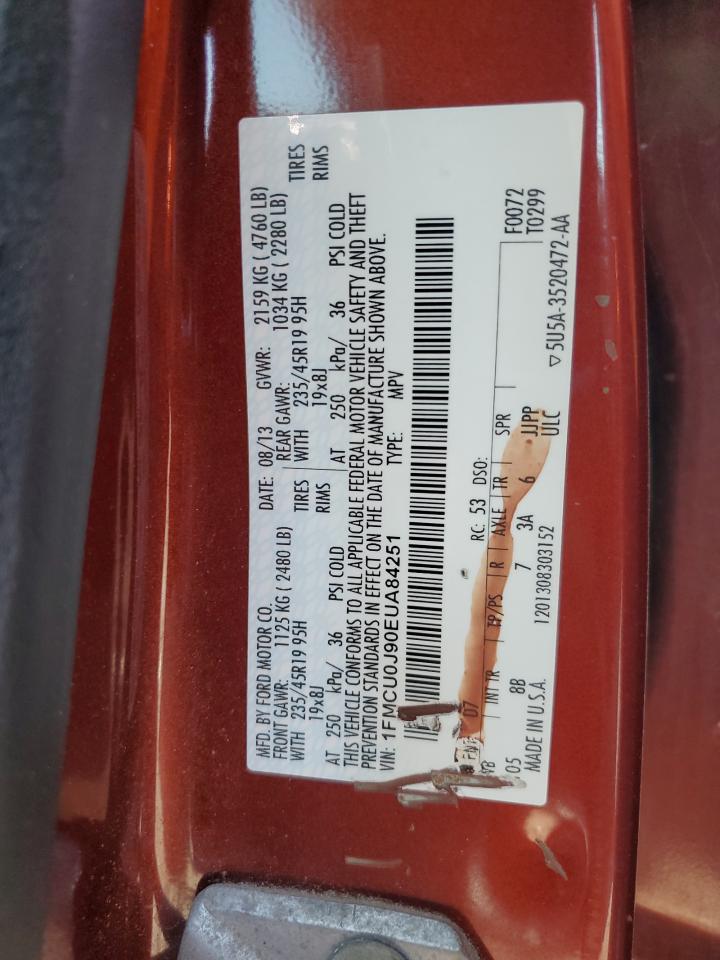 MFD. BY FORD MOTOR CO. DATE: 08/13 GVWR: 2159 KG ( 4760 LB)
FRONT GAWR: 1125 KG ( 2480 LB) REAR GAWR: 1034 KG ( 2280 LB)
WITH 235/45R19 95H TIRES WITH 235/45R19 95H TIRES
19x8J RIMS 19x8J RIMS
AT 250 kPa/ 36 PSI COLD AT 250 kPa/ 36 PSI COLD
THIS VEHICLE CONFORMS TO ALL APPLICABLE FEDERAL MOTOR VEHICLE SAFETY AND THEFT
PREVENTION STANDARDS IN EFFECT ON THE DATE OF MANUFACTURE SHOWN ABOVE.
VIN: 1FMCU0J90EUA84251 TYPE: MPV
D7 RC: 53 DSO:
INT TR TP/PS R AXLE TR SPR F0072
05 8B 7 3A 6 JJPP T0299
MADE IN U.S.A. 1201308303152 ULC ▽5U5A-3520472-AA